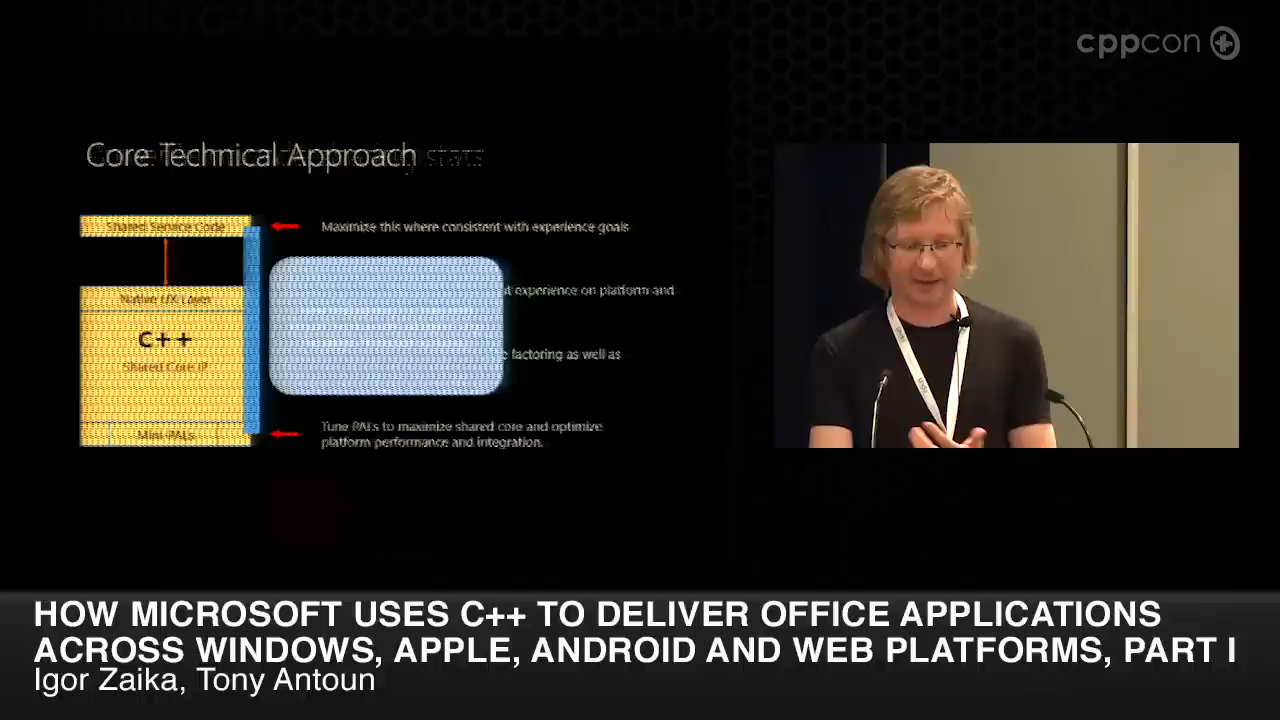 cppcon
Core Technical Approach
stats
Shared Service Code
Maximize this where consistent with experience goals
Native UX Layer
experience on platform and
C++
factoring as well as
Shared Core IP
Tune PALs to maximize shared core and optimize
Mini-PALs
platform performance and integration.
HOW MICROSOFT USES C++ TO DELIVER OFFICE APPLICATIONS
ACROSS WINDOWS, APPLE, ANDROID AND WEB PLATFORMS, PART I
Igor Zaika, Tony Antoun